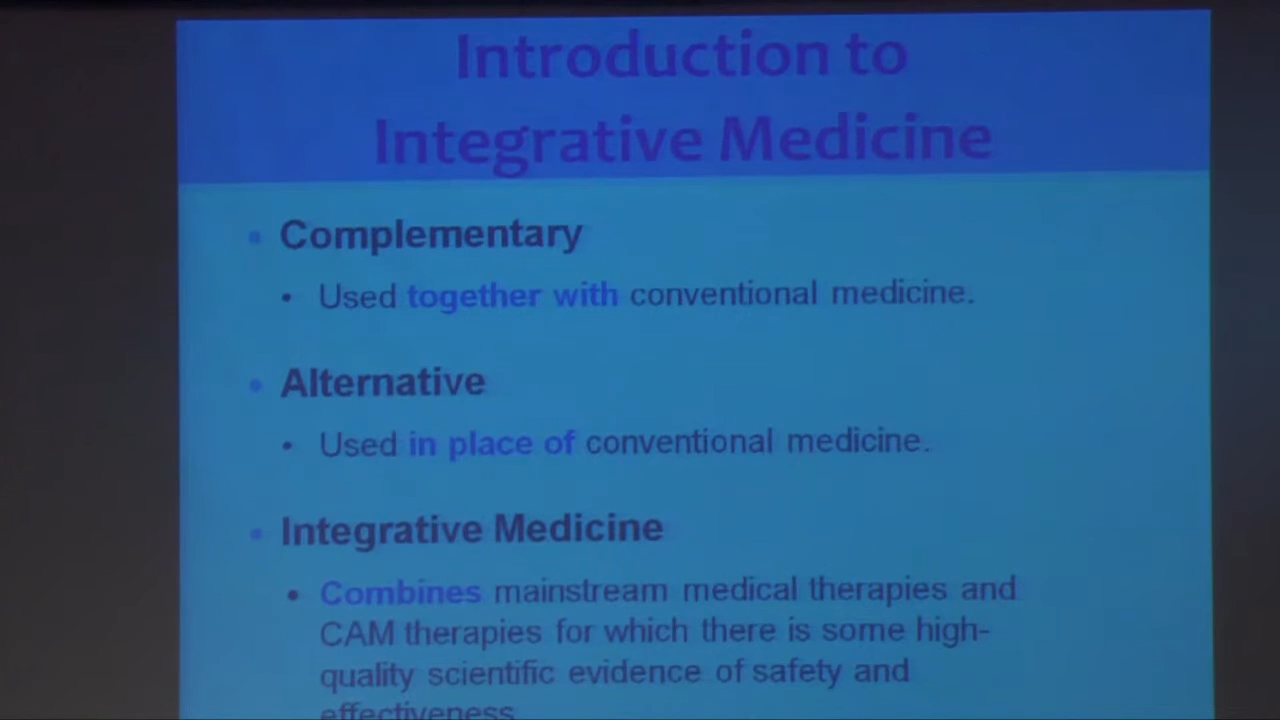 Introduction to
Integrative Medicine
• Complementary
• Used together with conventional medicine.
• Alternative
• Used in place of conventional medicine.
• Integrative Medicine
• Combines mainstream medical therapies and
CAM therapies for which there is some high-
quality scientific evidence of safety and
effectiveness